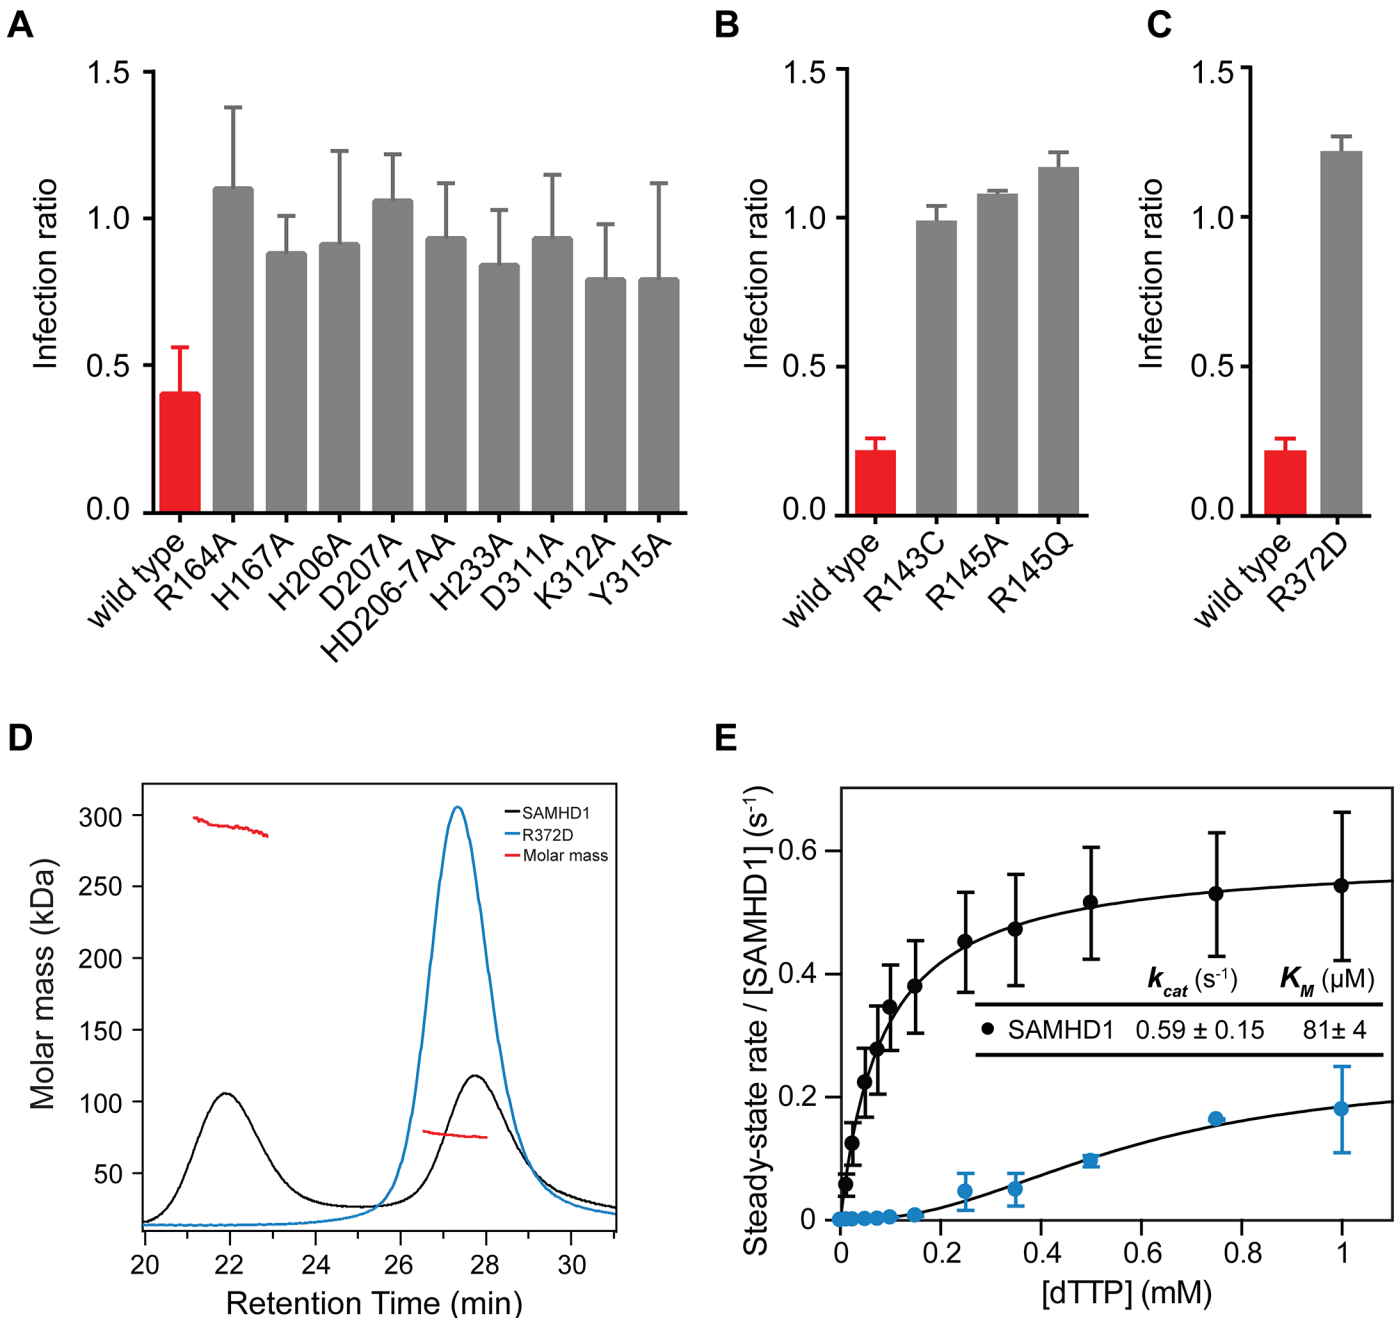 A
Infection ratio
1.5
1.0
0.5
0.0
wild type
R164A
H167A
H206A
D207A
HD206-7AA
H233A
D311A
K312A
Y315A
B
Infection ratio
1.5
1.0
0.5
0.0
wild type
R143C
R145A
R145Q
C
Infection ratio
1.5
1.0
0.5
0.0
wild type
R372D
D
Molar mass (kDa)
300
250
200
150
100
50
SAMHD1
R372D
Molar mass
20 22 24 26 28 30
Retention Time (min)
E
Steady-state rate / [SAMHD1] (s-1)
0.6
0.4
0.2
0
kcat (s-1) KM (µM)
SAMHD1 0.59 ± 0.15 81± 4
0 0.2 0.4 0.6 0.8 1
[dTTP] (mM)